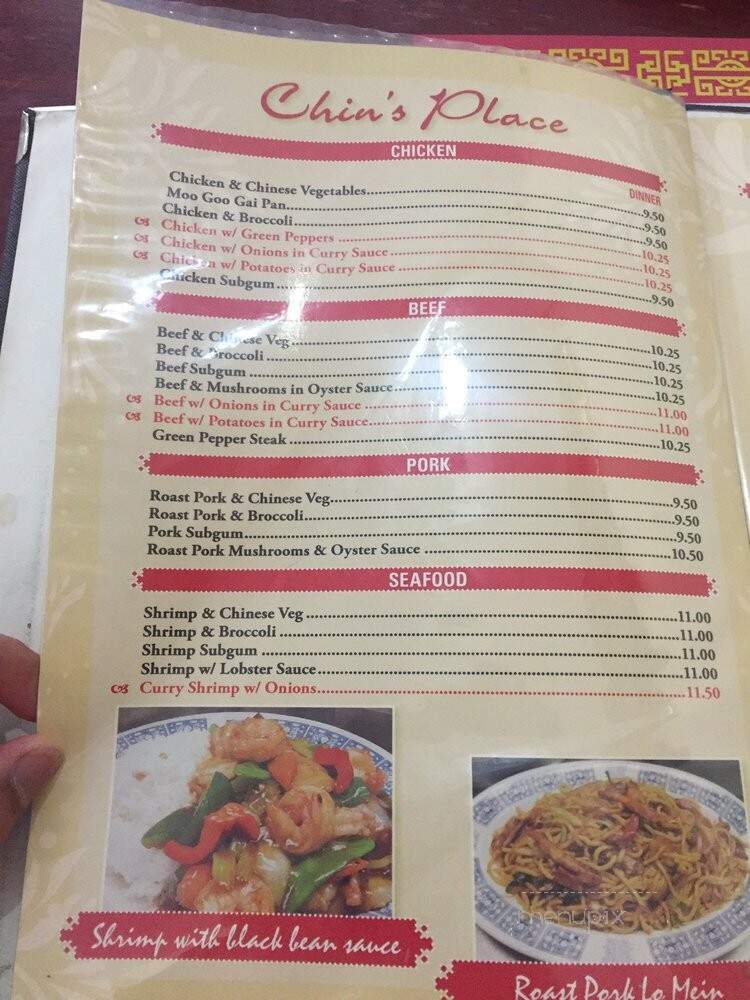 Chin's Place
CHICKEN
DINNER
Chicken & Chinese Vegetables 9.50
Moo Goo Gai Pan 9.50
Chicken & Broccoli 9.50
Chicken w/ Green Peppers 10.25
Chicken w/ Onions in Curry Sauce 10.25
Chicken w/ Potatoes in Curry Sauce 10.25
Chicken Subgum 9.50
BEEF
Beef & Chinese Veg 10.25
Beef & Broccoli 10.25
Beef Subgum 10.25
Beef & Mushrooms in Oyster Sauce 10.25
Beef w/ Onions in Curry Sauce 11.00
Beef w/ Potatoes in Curry Sauce 11.00
Green Pepper Steak 10.25
PORK
Roast Pork & Chinese Veg 9.50
Roast Pork & Broccoli 9.50
Pork Subgum 9.50
Roast Pork Mushrooms & Oyster Sauce 10.50
SEAFOOD
Shrimp & Chinese Veg 11.00
Shrimp & Broccoli 11.00
Shrimp Subgum 11.00
Shrimp w/ Lobster Sauce 11.00
Curry Shrimp w/ Onions 11.50
menupix
Shrimp with black bean sauce
Roast Pork Lo Mein